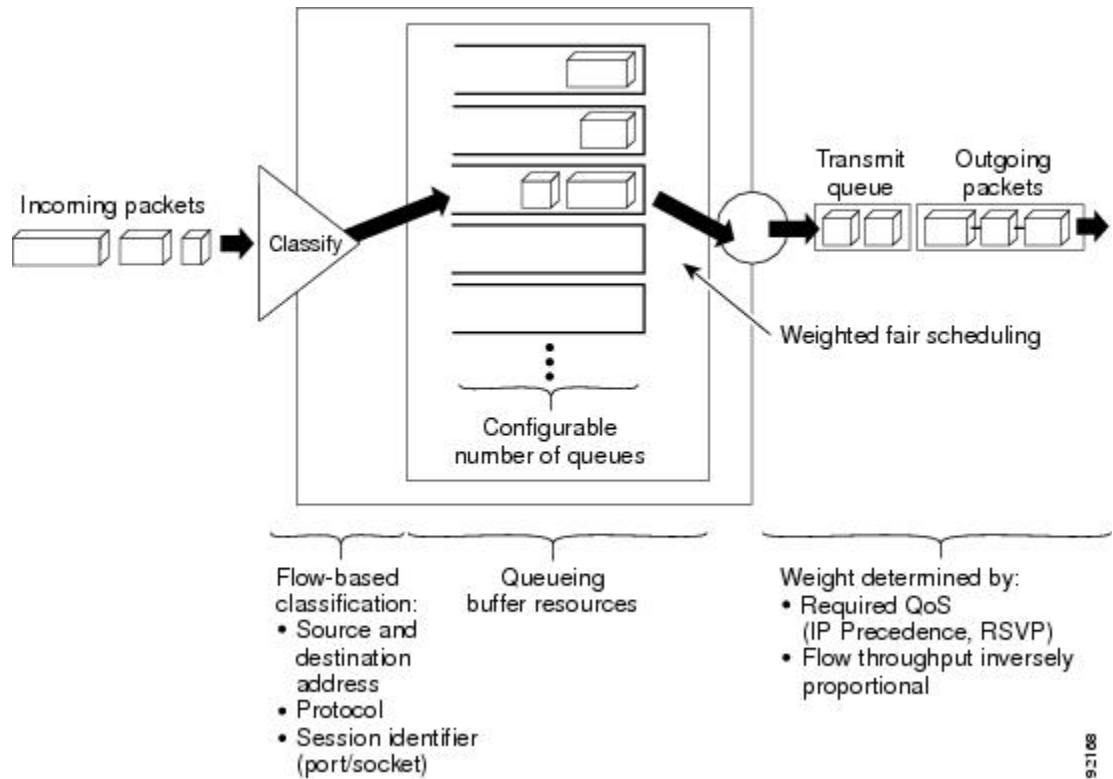 Incoming packets
Classify
Transmit
queue
Outgoing
packets
Weighted fair scheduling
Configurable
number of queues
Flow-based
classification:
• Source and
destination
address
• Protocol
• Session identifier
(port/socket)
Queueing
buffer resources
Weight determined by:
• Required QoS
(IP Precedence, RSVP)
• Flow throughput inversely
proportional
92168